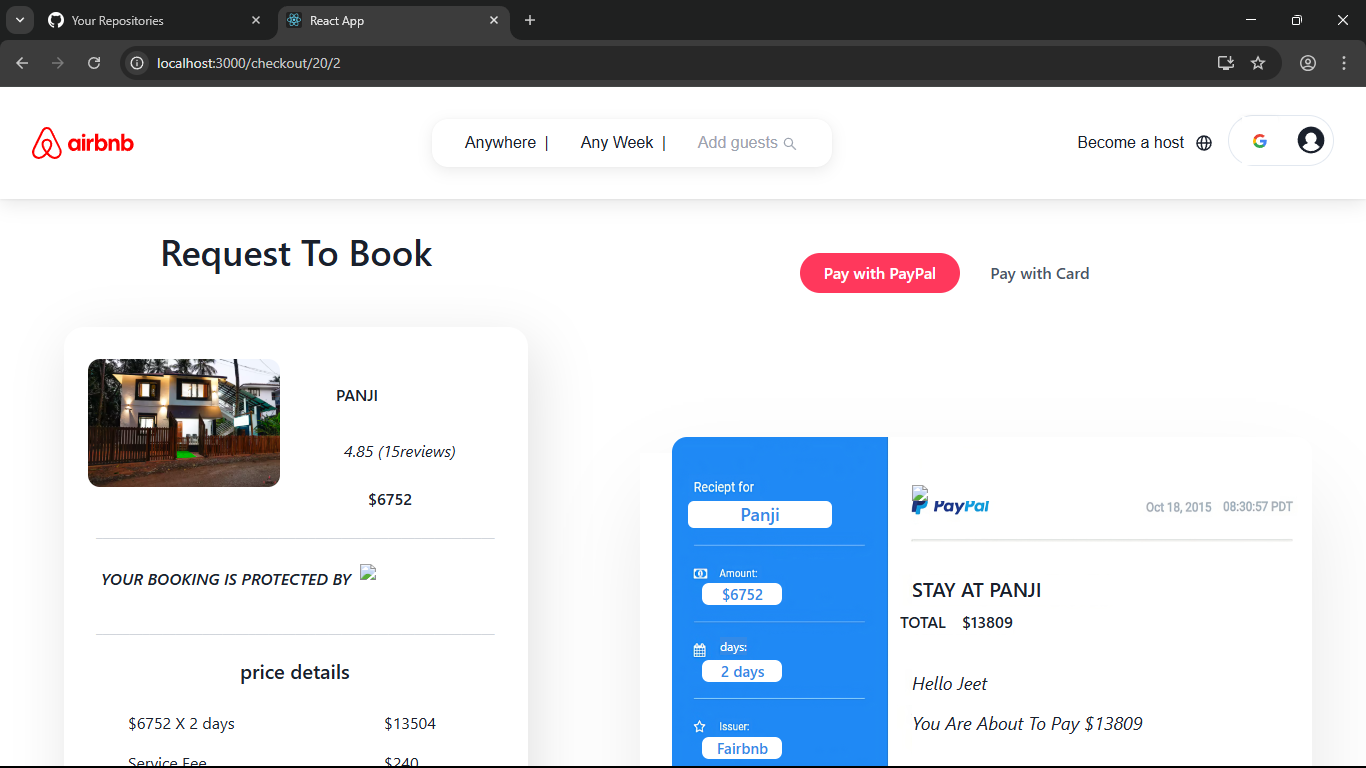 Your Repositories
React App
localhost:3000/checkout/20/2
airbnb
Anywhere |
Any Week |
Add guests
Become a host
Request To Book
Pay with PayPal
Pay with Card
PANJI
4.85 (15reviews)
$6752
YOUR BOOKING IS PROTECTED BY
price details
$6752 X 2 days $13504
Service Fee $240
Reciept for
Panji
Amount:
$6752
days:
2 days
Issuer:
Fairbnb
PayPal
Oct 18, 2015 08:30:57 PDT
STAY AT PANJI
TOTAL $13809
Hello Jeet
You Are About To Pay $13809